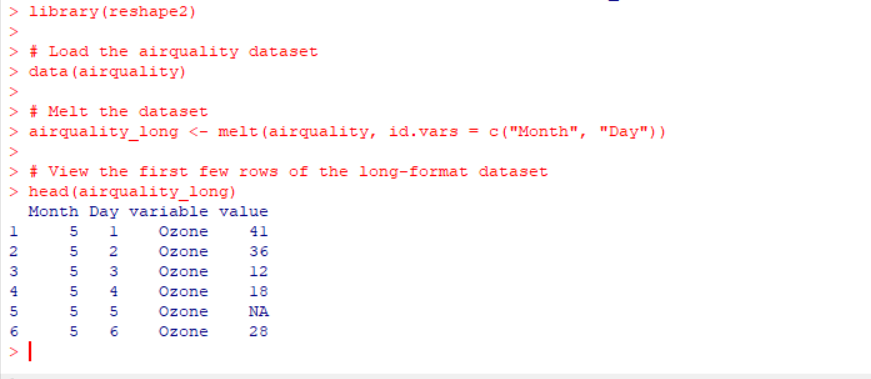 > library(reshape2)
>
> # Load the airquality dataset
> data(airquality)
>
> # Melt the dataset
> airquality_long <- melt(airquality, id.vars = c("Month", "Day"))
>
> # View the first few rows of the long-format dataset
> head(airquality_long)
  Month Day variable value
1     5   1    Ozone    41
2     5   2    Ozone    36
3     5   3    Ozone    12
4     5   4    Ozone    18
5     5   5    Ozone    NA
6     5   6    Ozone    28
>